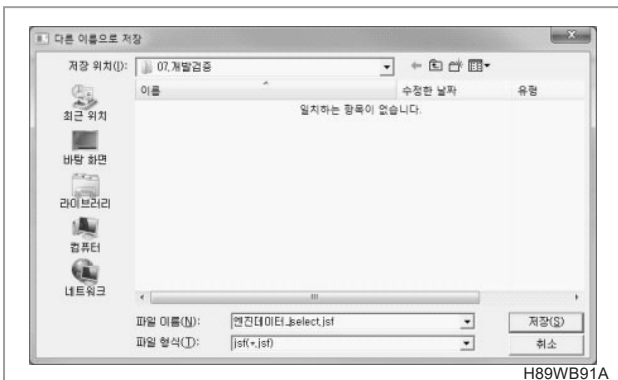 다른 이름으로 저장
저장 위치(I): 07.개발검증
이름 수정한 날짜 유형
일치하는 항목이 없습니다.
최근 위치
바탕 화면
라이브러리
컴퓨터
네트워크
파일 이름(N): 엔진데이터_jselect.jsf 저장(S)
파일 형식(T): jsf(*.jsf) 취소
H89WB91A